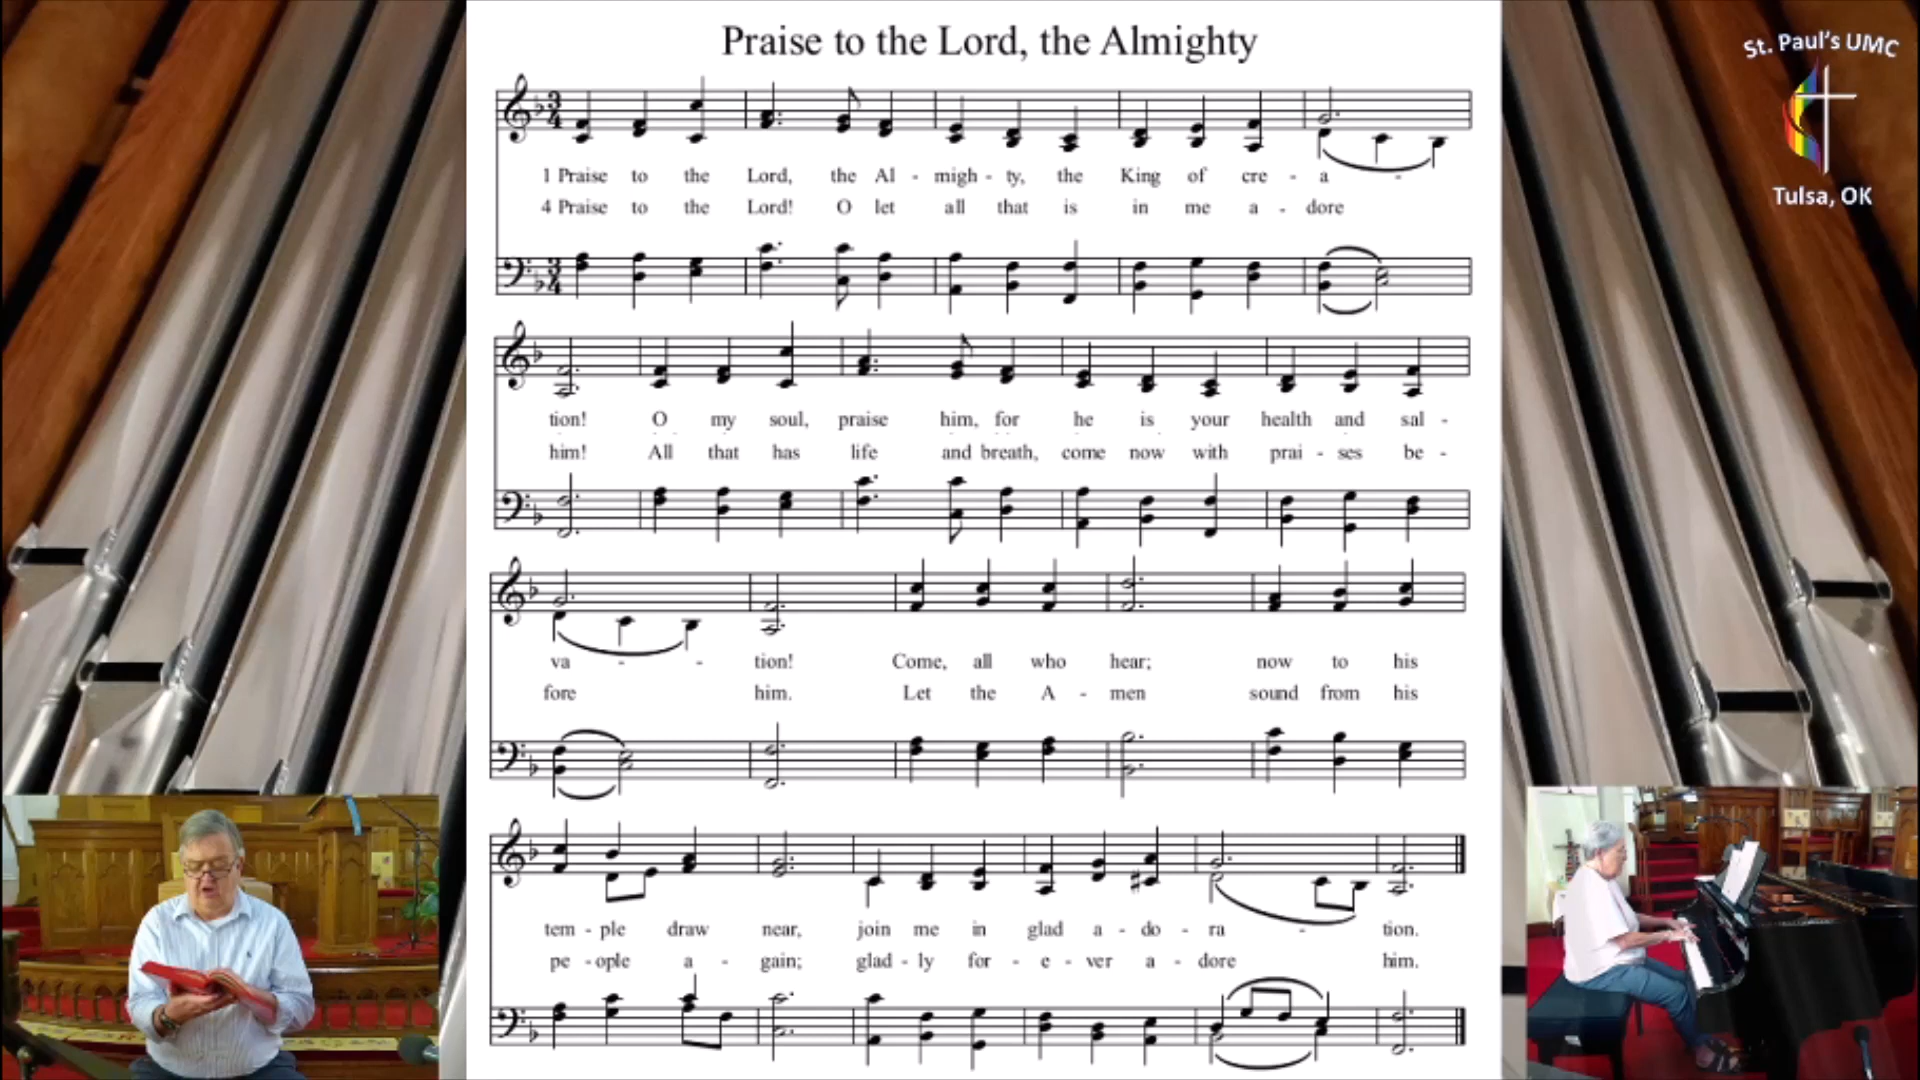 Praise to the Lord, the Almighty
St. Paul's UMC
Tulsa, OK
1 Praise to the Lord, the Al - migh - ty, the King of cre - a -
4 Praise to the Lord! O let all that is in me a - dore
tion! O my soul, praise him, for he is your health and sal -
him! All that has life and breath, come now with prai - ses be -
va - - tion! Come, all who hear; now to his
fore him. Let the A - men sound from his
tem - ple draw near, join me in glad a - do - ra - tion.
pe - ople a - gain; glad - ly for - e - ver a - dore him.